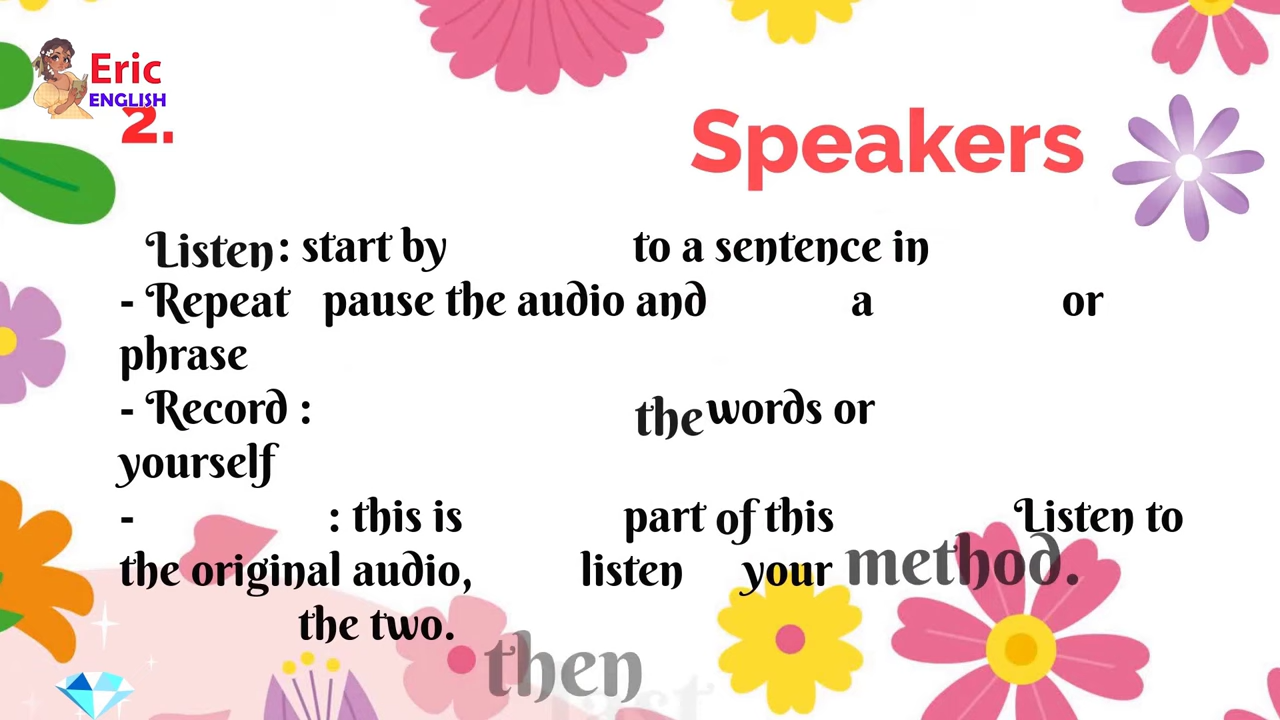 Eric
ENGLISH
2. Speakers
Listen : start by to a sentence in
- Repeat pause the audio and a or
phrase
- Record : the words or
yourself
- : this is part of this Listen to
the original audio, listen your method.
the two.
then
last